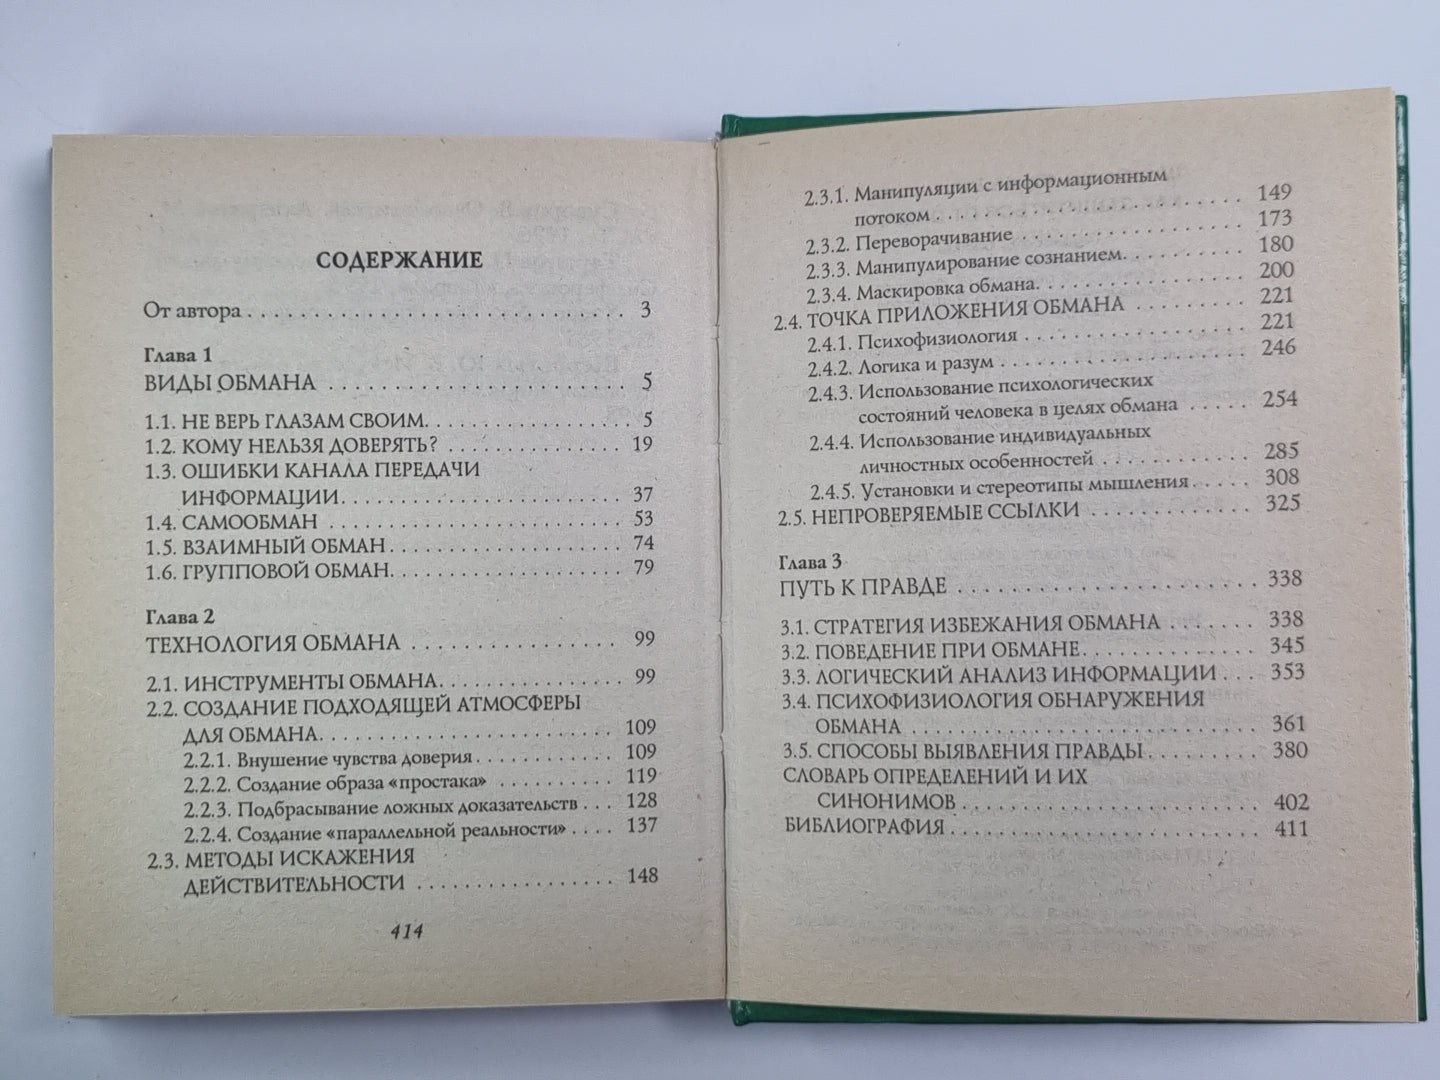 СОДЕРЖАНИЕ
От автора . . . . . . . . . . . . . . . . . . . . . . . . . . . . . . 3
Глава 1
ВИДЫ ОБМАНА . . . . . . . . . . . . . . . . . . . . . . . 5
1.1. НЕ ВЕРЬ ГЛАЗАМ СВОИМ. . . . . . . . . . . . . . . . . 5
1.2. КОМУ НЕЛЬЗЯ ДОВЕРЯТЬ? . . . . . . . . . . . . . . 19
1.3. ОШИБКИ КАНАЛА ПЕРЕДАЧИ
ИНФОРМАЦИИ. . . . . . . . . . . . . . . . . . . . . . 37
1.4. САМООБМАН . . . . . . . . . . . . . . . . . . . . . . 53
1.5. ВЗАИМНЫЙ ОБМАН . . . . . . . . . . . . . . . . . . 74
1.6. ГРУППОВОЙ ОБМАН. . . . . . . . . . . . . . . . . . 79
Глава 2
ТЕХНОЛОГИЯ ОБМАНА . . . . . . . . . . . . . . . . 99
2.1. ИНСТРУМЕНТЫ ОБМАНА. . . . . . . . . . . . . . . 99
2.2. СОЗДАНИЕ ПОДХОДЯЩЕЙ АТМОСФЕРЫ
ДЛЯ ОБМАНА. . . . . . . . . . . . . . . . . . . . . . 109
2.2.1. Внушение чувства доверия . . . . . . . . . . . 109
2.2.2. Создание образа «простака» . . . . . . . . . 119
2.2.3. Подбрасывание ложных доказательств . . . 128
2.2.4. Создание «параллельной реальности» . . . . 137
2.3. МЕТОДЫ ИСКАЖЕНИЯ
ДЕЙСТВИТЕЛЬНОСТИ . . . . . . . . . . . . . . . 148
414
2.3.1. Манипуляции с информационным
потоком . . . . . . . . . . . . . . . . . . . . . . . 149
2.3.2. Переворачивание . . . . . . . . . . . . . . . . . 173
2.3.3. Манипулирование сознанием. . . . . . . . . . 180
2.3.4. Маскировка обмана. . . . . . . . . . . . . . . . 200
2.4. ТОЧКА ПРИЛОЖЕНИЯ ОБМАНА . . . . . . . . . 221
2.4.1. Психофизиология . . . . . . . . . . . . . . . . . 221
2.4.2. Логика и разум . . . . . . . . . . . . . . . . . . 246
2.4.3. Использование психологических
состояний человека в целях обмана . . . . . 254
2.4.4. Использование индивидуальных
личностных особенностей . . . . . . . . . . . 285
2.4.5. Установки и стереотипы мышления . . . . . 308
2.5. НЕПРОВЕРЯЕМЫЕ ССЫЛКИ . . . . . . . . . . . . 325
Глава 3
ПУТЬ К ПРАВДЕ . . . . . . . . . . . . . . . . . . . . . . . 338
3.1. СТРАТЕГИЯ ИЗБЕЖАНИЯ ОБМАНА . . . . . . . 338
3.2. ПОВЕДЕНИЕ ПРИ ОБМАНЕ. . . . . . . . . . . . . 345
3.3. ЛОГИЧЕСКИЙ АНАЛИЗ ИНФОРМАЦИИ . . . 353
3.4. ПСИХОФИЗИОЛОГИЯ ОБНАРУЖЕНИЯ
ОБМАНА . . . . . . . . . . . . . . . . . . . . . . . . . 361
3.5. СПОСОБЫ ВЫЯВЛЕНИЯ ПРАВДЫ . . . . . . . . 380
СЛОВАРЬ ОПРЕДЕЛЕНИЙ И ИХ
СИНОНИМОВ . . . . . . . . . . . . . . . . . . . . . 402
БИБЛИОГРАФИЯ . . . . . . . . . . . . . . . . . . . . . . . 411